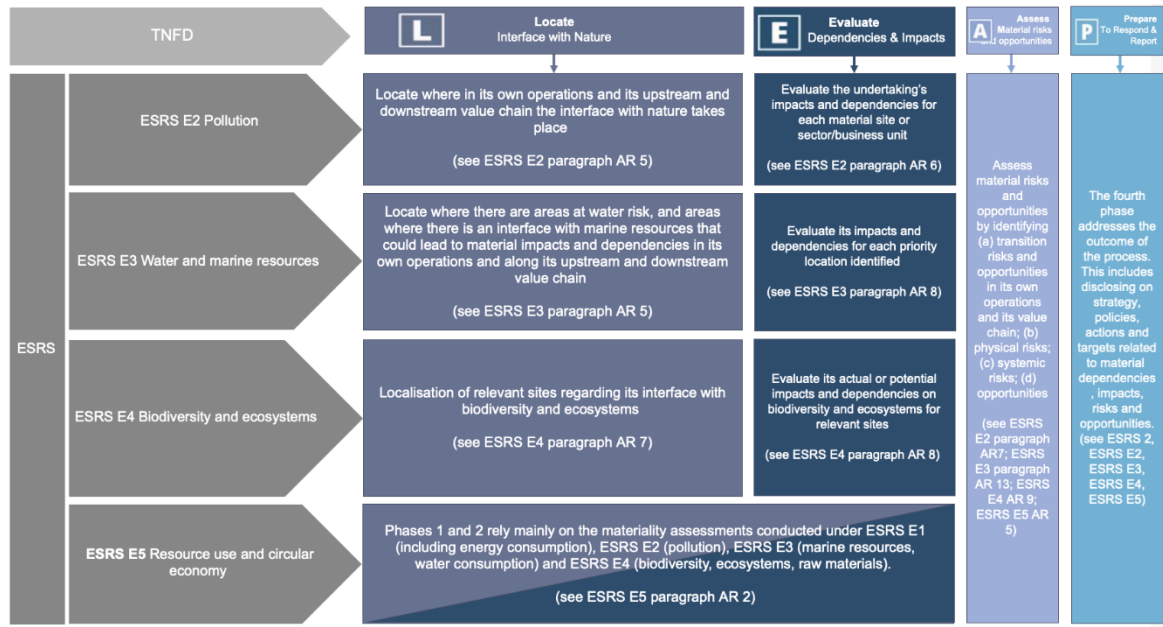 TNFD
L
Locate
Interface with Nature
E
Evaluate
Dependencies & Impacts
A
Assess
Material risks
and opportunities
P
Prepare
To Respond &
Report
ESRS
ESRS E2 Pollution
Locate where in its own operations and its upstream and
downstream value chain the interface with nature takes
place
(see ESRS E2 paragraph AR 5)
Evaluate the undertaking's
impacts and dependencies for
each material site or
sector/business unit
(see ESRS E2 paragraph AR 6)
ESRS E3 Water and marine resources
Locate where there are areas at water risk, and areas
where there is an interface with marine resources that
could lead to material impacts and dependencies in its
own operations and along its upstream and downstream
value chain
(see ESRS E3 paragraph AR 5)
Evaluate its impacts and
dependencies for each priority
location identified
(see ESRS E3 paragraph AR 8)
ESRS E4 Biodiversity and ecosystems
Localisation of relevant sites regarding its interface with
biodiversity and ecosystems
(see ESRS E4 paragraph AR 7)
Evaluate its actual or potential
impacts and dependencies on
biodiversity and ecosystems for
relevant sites
(see ESRS E4 paragraph AR 8)
ESRS E5 Resource use and circular
economy
Phases 1 and 2 rely mainly on the materiality assessments conducted under ESRS E1
(including energy consumption), ESRS E2 (pollution), ESRS E3 (marine resources,
water consumption) and ESRS E4 (biodiversity, ecosystems, raw materials).
(see ESRS E5 paragraph AR 2)
Assess
material risks
and
opportunities
by identifying
(a) transition
risks and
opportunities
in its own
operations
and its value
chain; (b)
physical risks;
(c) systemic
risks; (d)
opportunities
(see ESRS
E2 paragraph
AR7; ESRS
E3 paragraph
AR 13; ESRS
E4 AR 9;
ESRS E5 AR
5)
The fourth
phase
addresses the
outcome of
the process.
This includes
disclosing on
strategy,
policies,
actions and
targets related
to material
dependencies
, impacts,
risks and
opportunities.
(see ESRS 2,
ESRS E2,
ESRS E3,
ESRS E4,
ESRS E5)